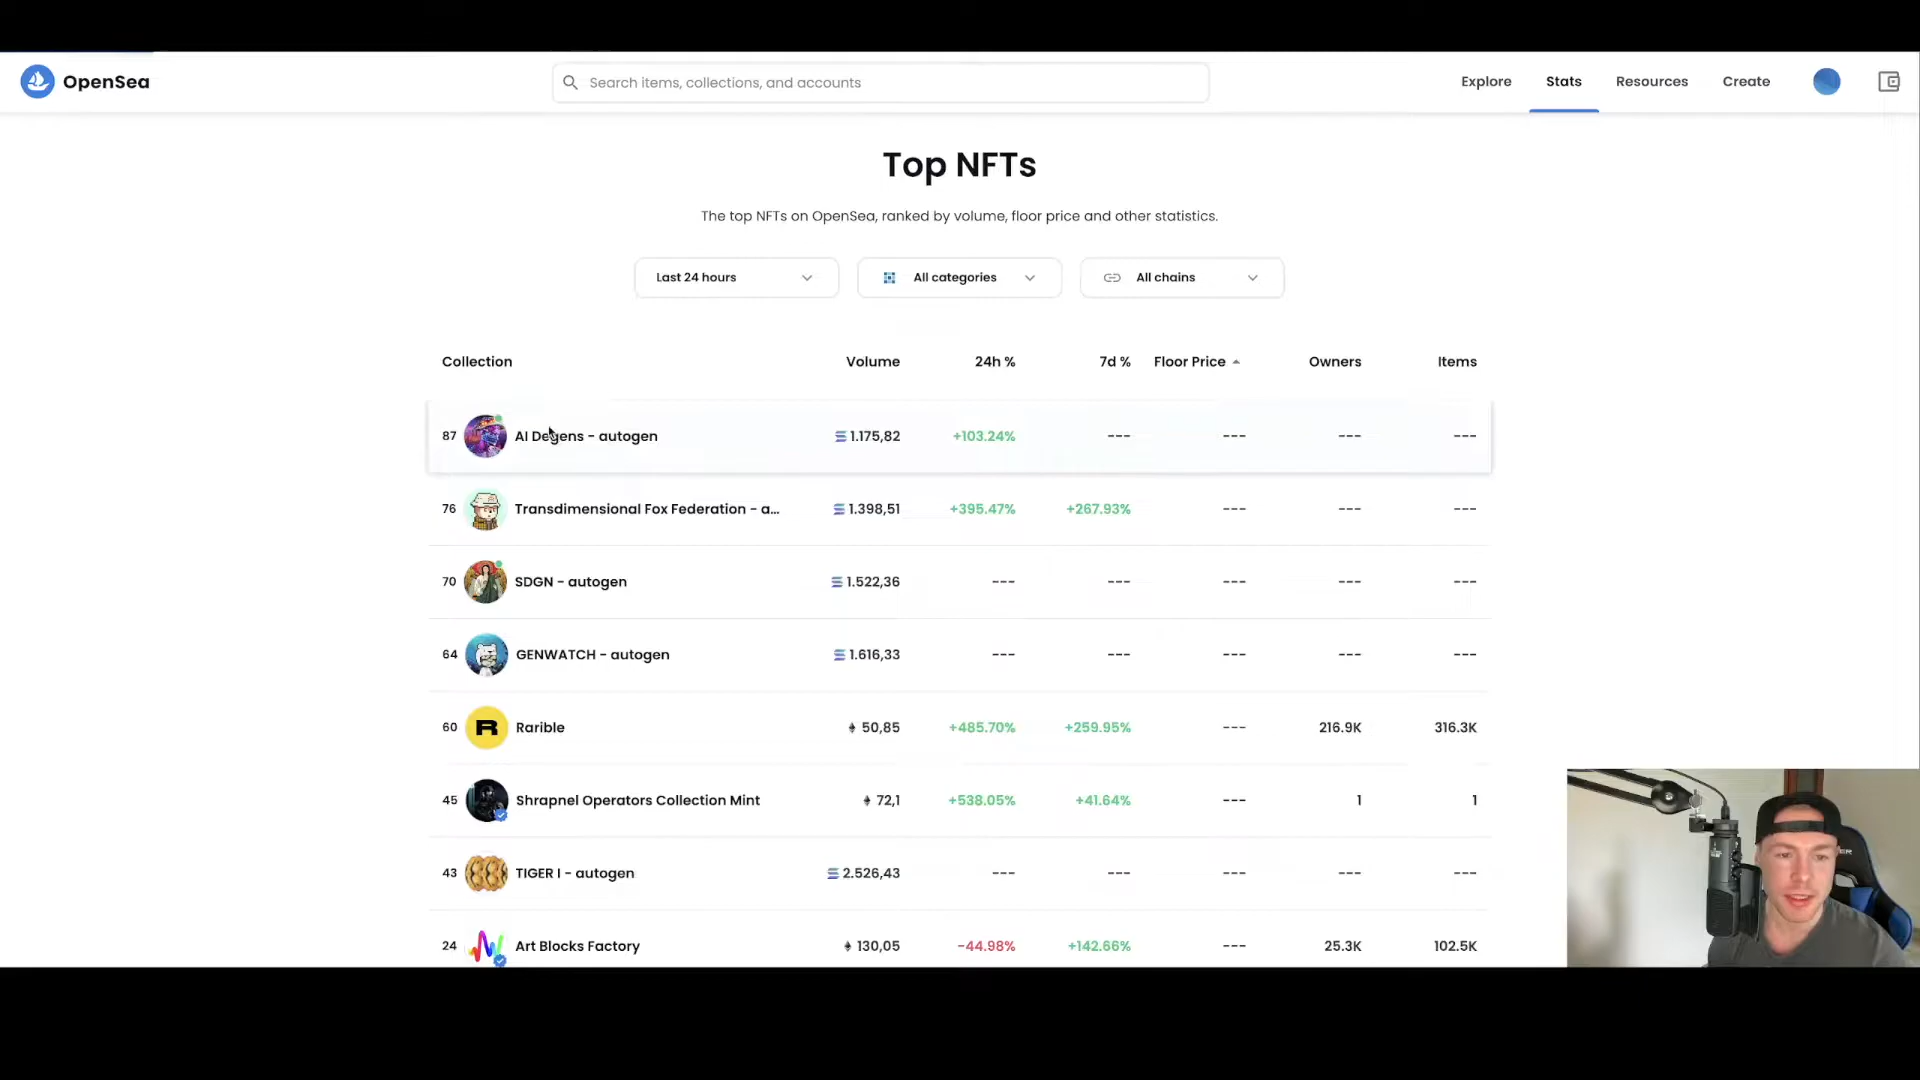 OpenSea
Search items, collections, and accounts
Explore Stats Resources Create
Top NFTs
The top NFTs on OpenSea, ranked by volume, floor price and other statistics.
Last 24 hours All categories All chains
Collection Volume 24h % 7d % Floor Price Owners Items
87 AI Degens - autogen 1.175,82 +103.24% --- --- --- ---
76 Transdimensional Fox Federation - a... 1.398,51 +395.47% +267.93% --- --- ---
70 SDGN - autogen 1.522,36 --- --- --- --- ---
64 GENWATCH - autogen 1.616,33 --- --- --- --- ---
60 R Rarible 50,85 +485.70% +259.95% --- 216.9K 316.3K
45 Shrapnel Operators Collection Mint 72,1 +538.05% +41.64% --- 1 1
43 TIGER I - autogen 2.526,43 --- --- --- --- ---
24 Art Blocks Factory 130,05 -44.98% +142.66% --- 25.3K 102.5K